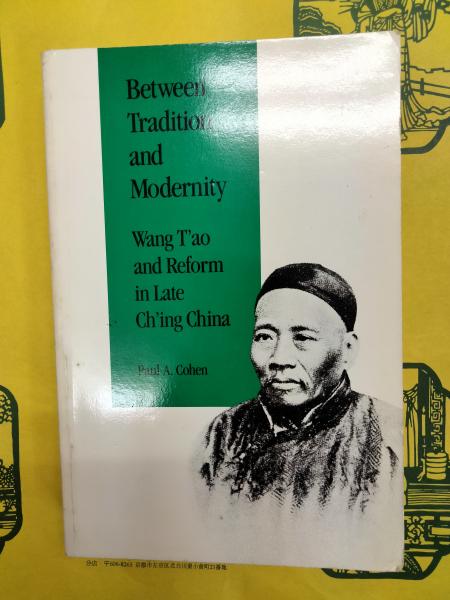 Between
Tradition
and
Modernity
Wang T'ao
and Reform
in Late
Ch'ing China
Paul A. Cohen